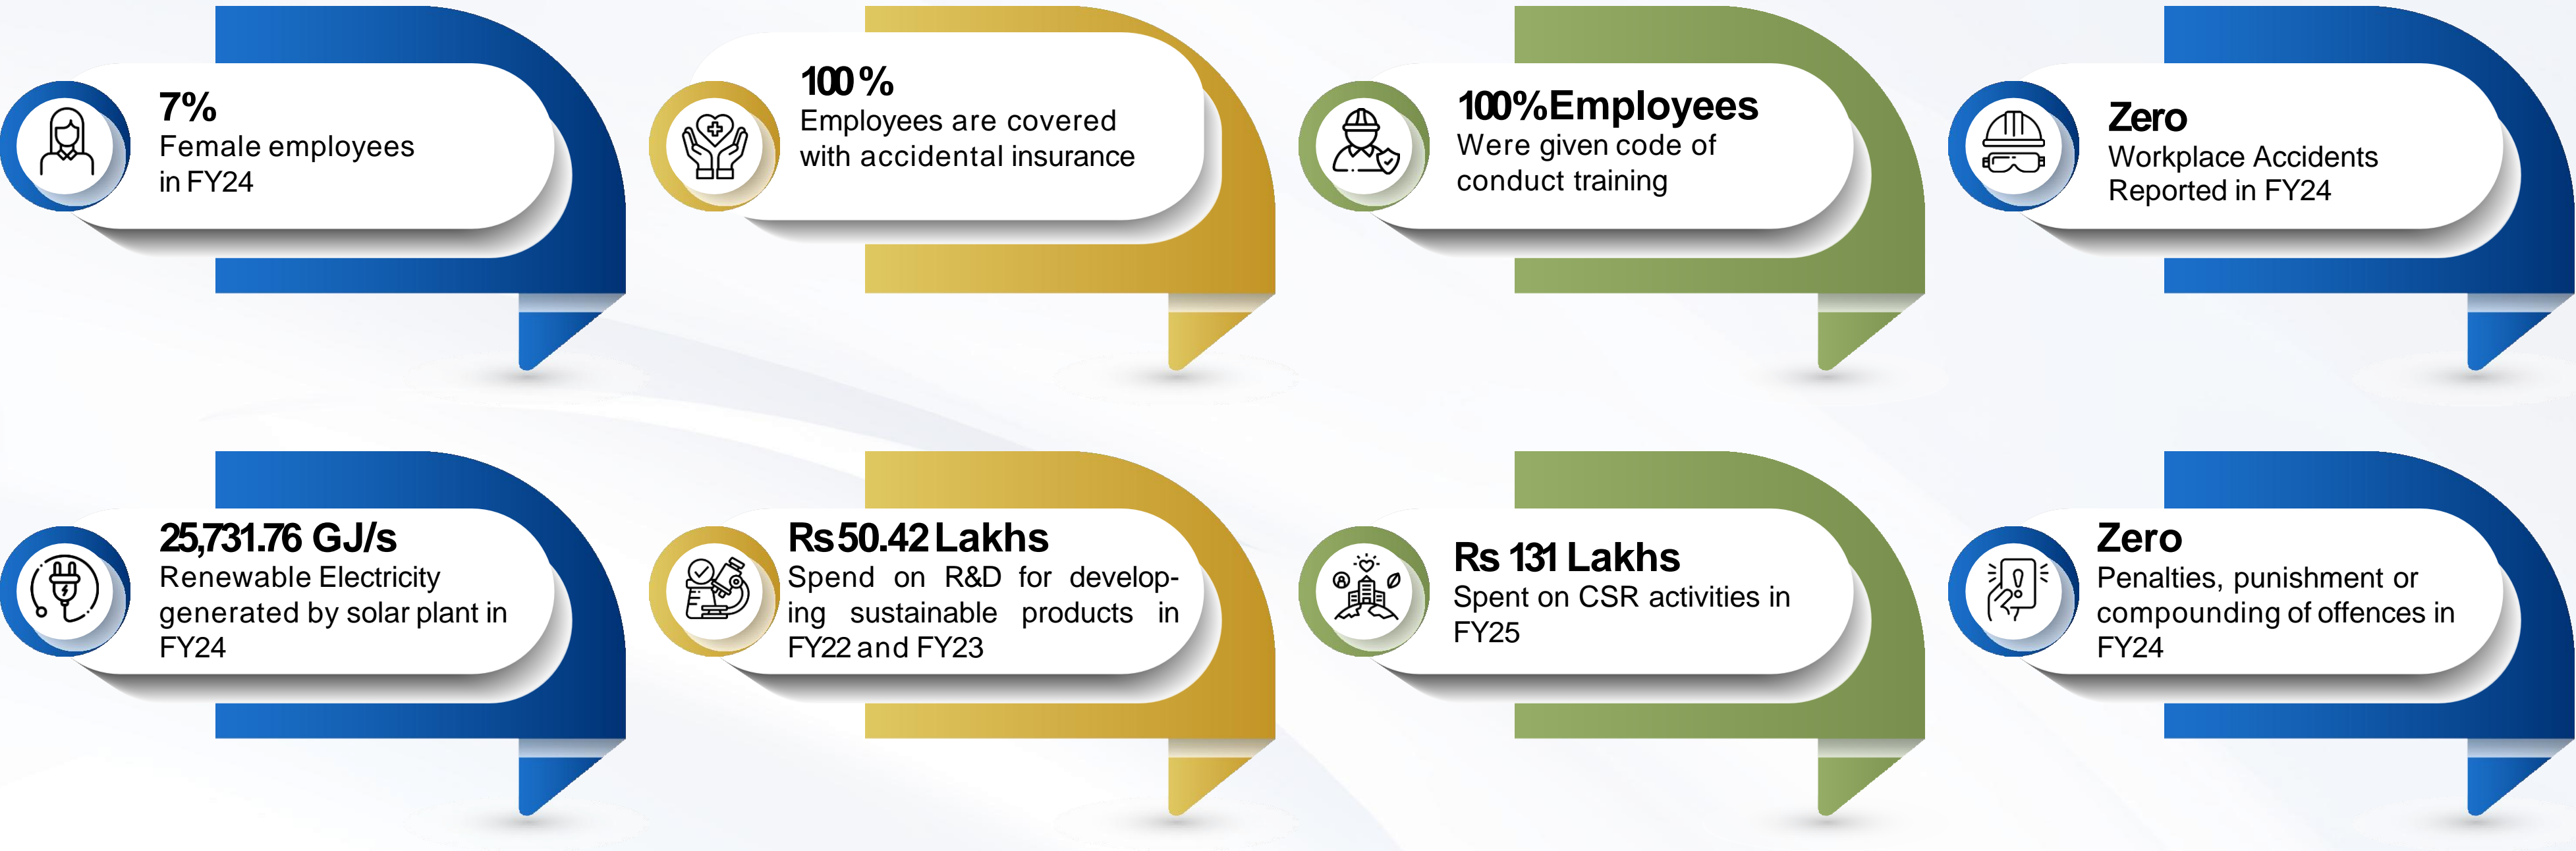 7%
Female employees
in FY24
100%
Employees are covered
with accidental insurance
100% Employees
Were given code of
conduct training
Zero
Workplace Accidents
Reported in FY24
25,731.76 GJ/s
Renewable Electricity
generated by solar plant in
FY24
Rs 50.42 Lakhs
Spend on R&D for develop-
ing sustainable products in
FY22 and FY23
Rs 131 Lakhs
Spent on CSR activities in
FY25
Zero
Penalties, punishment or
compounding of offences in
FY24